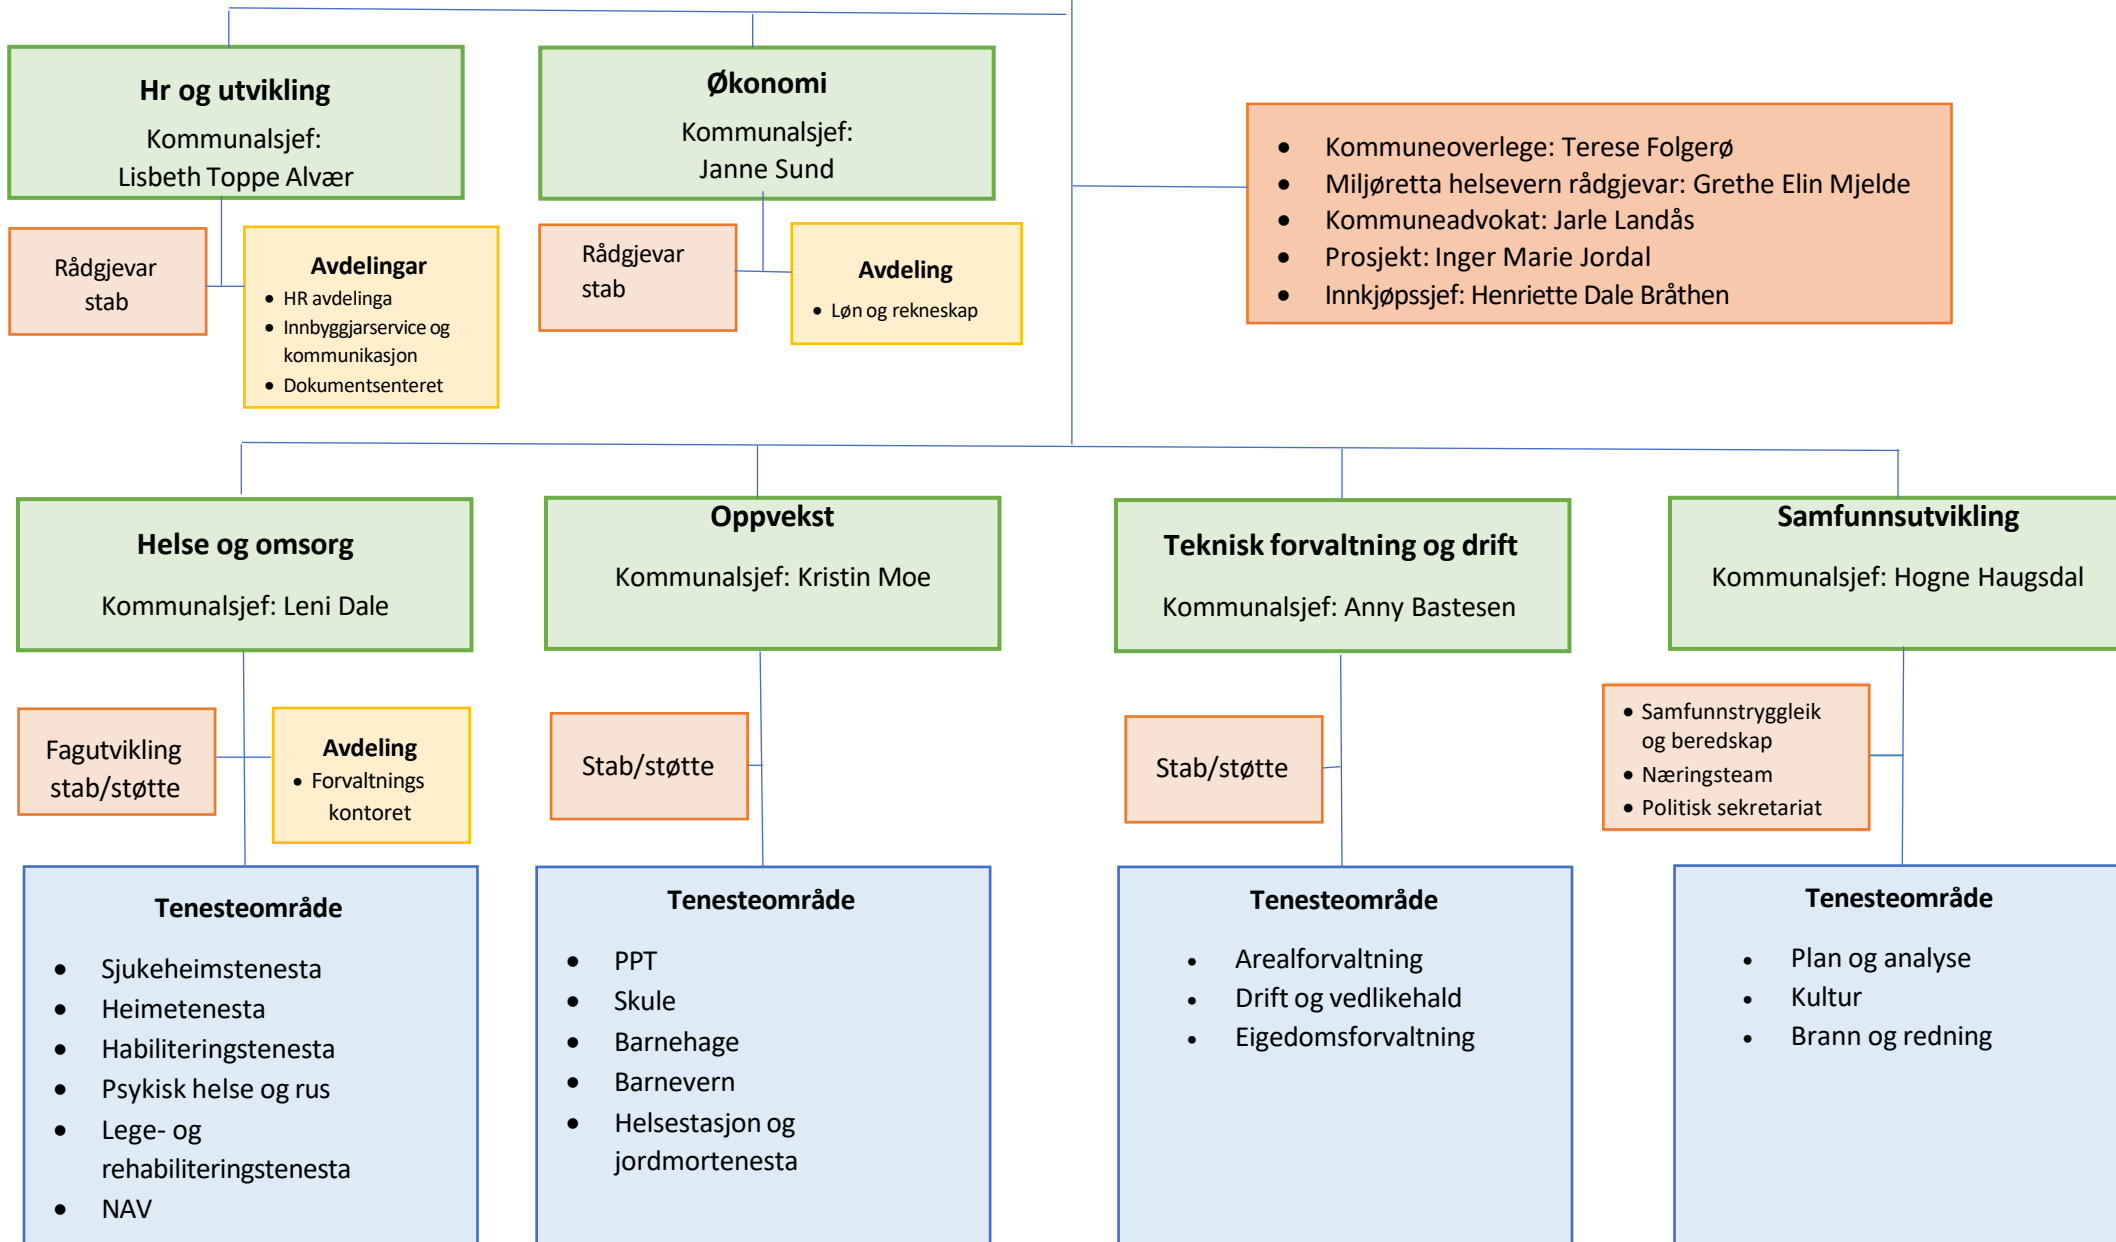 Hr og utvikling
Kommunalsjef:
Lisbeth Toppe Alvær
Økonomi
Kommunalsjef:
Janne Sund
• Kommuneoverlege: Terese Folgerø
• Miljøretta helsevern rådgjevar: Grethe Elin Mjelde
• Kommuneadvokat: Jarle Landås
• Prosjekt: Inger Marie Jordal
• Innkjøpssjef: Henriette Dale Bråthen
Rådgjevar
stab
Avdelingar
• HR avdelinga
• Innbyggjarservice og
kommunikasjon
• Dokumentsenteret
Rådgjevar
stab
Avdeling
• Løn og rekneskap
Helse og omsorg
Kommunalsjef: Leni Dale
Oppvekst
Kommunalsjef: Kristin Moe
Teknisk forvaltning og drift
Kommunalsjef: Anny Bastesen
Samfunnsutvikling
Kommunalsjef: Hogne Haugsdal
Fagutvikling
stab/støtte
Avdeling
• Forvaltnings
kontoret
Stab/støtte
Stab/støtte
• Samfunnstryggleik
og beredskap
• Næringsteam
• Politisk sekretariat
Tenesteområde
• Sjukeheimstenesta
• Heimetenesta
• Habiliteringstenesta
• Psykisk helse og rus
• Lege- og
rehabiliteringstenesta
• NAV
Tenesteområde
• PPT
• Skule
• Barnehage
• Barnevern
• Helsestasjon og
jordmortenesta
Tenesteområde
• Arealforvaltning
• Drift og vedlikehald
• Eigedomsforvaltning
Tenesteområde
• Plan og analyse
• Kultur
• Brann og redning